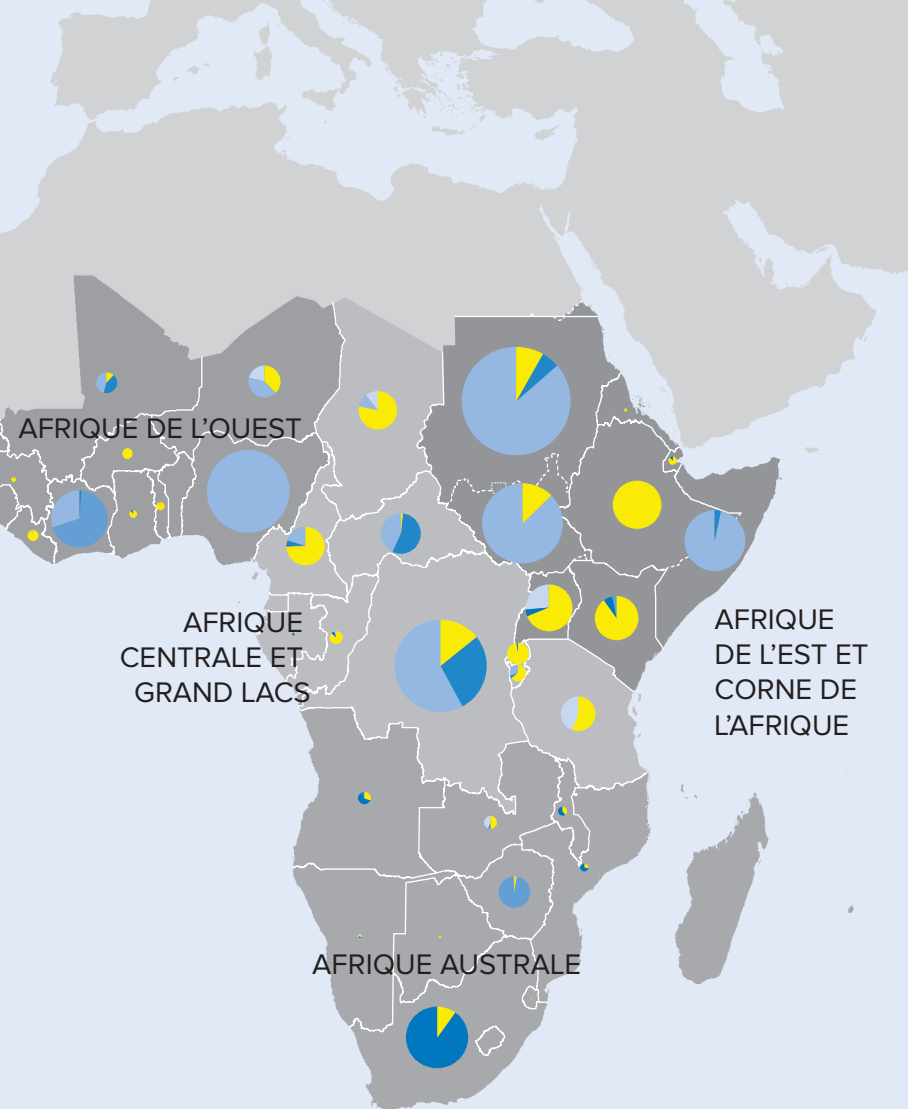 AFRIQUE DE L'OUEST
AFRIQUE
CENTRALE ET
GRAND LACS
AFRIQUE
DE L'EST ET
CORNE DE
L'AFRIQUE
AFRIQUE AUSTRALE